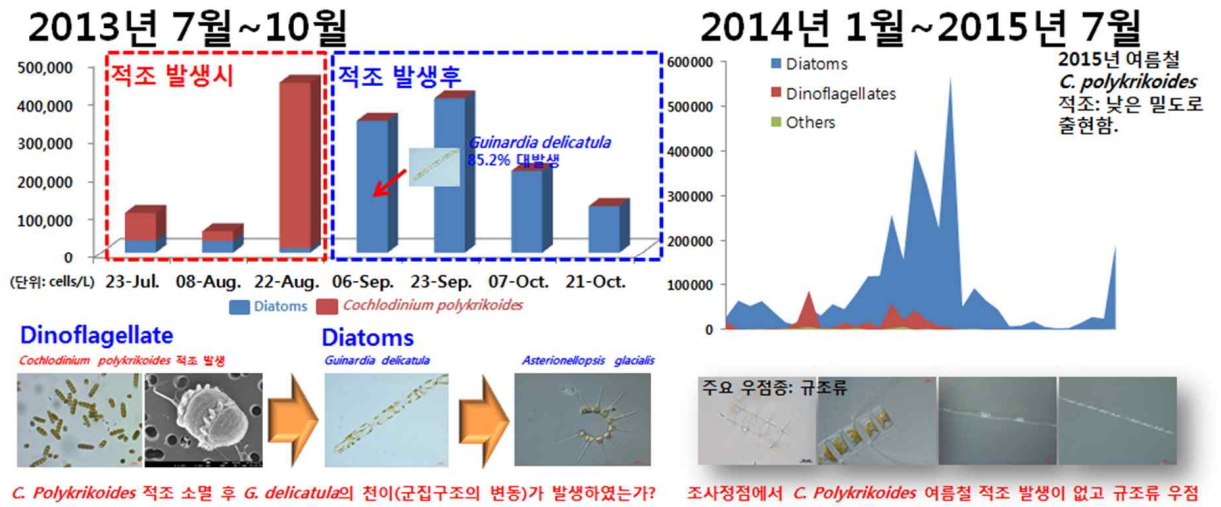 2013년 7월~10월
500,000
400,000
300,000
200,000
100,000
0
적조 발생시
적조 발생후
Guinardia delicatula
85.2% 대발생
(단위: cells/L) 23-Jul. 08-Aug. 22-Aug. 06-Sep. 23-Sep. 07-Oct. 21-Oct.
Diatoms Cochlodinium polykrikoides
Dinoflagellate
Cochlodinium polykrikoides 적조 발생
Diatoms
Guinardia delicatula
Asterionellopsis glacialis
C. Polykrikoides 적조 소멸 후 G. delicatula의 천이(군집구조의 변동)가 발생하였는가?
2014년 1월~2015년 7월
600000
500000
400000
300000
200000
100000
0
Diatoms
Dinoflagellates
Others
2015년 여름철
C. polykrikoides
적조: 낮은 밀도로
출현함.
주요 우점종: 규조류
조사정점에서 C. Polykrikoides 여름철 적조 발생이 없고 규조류 우점